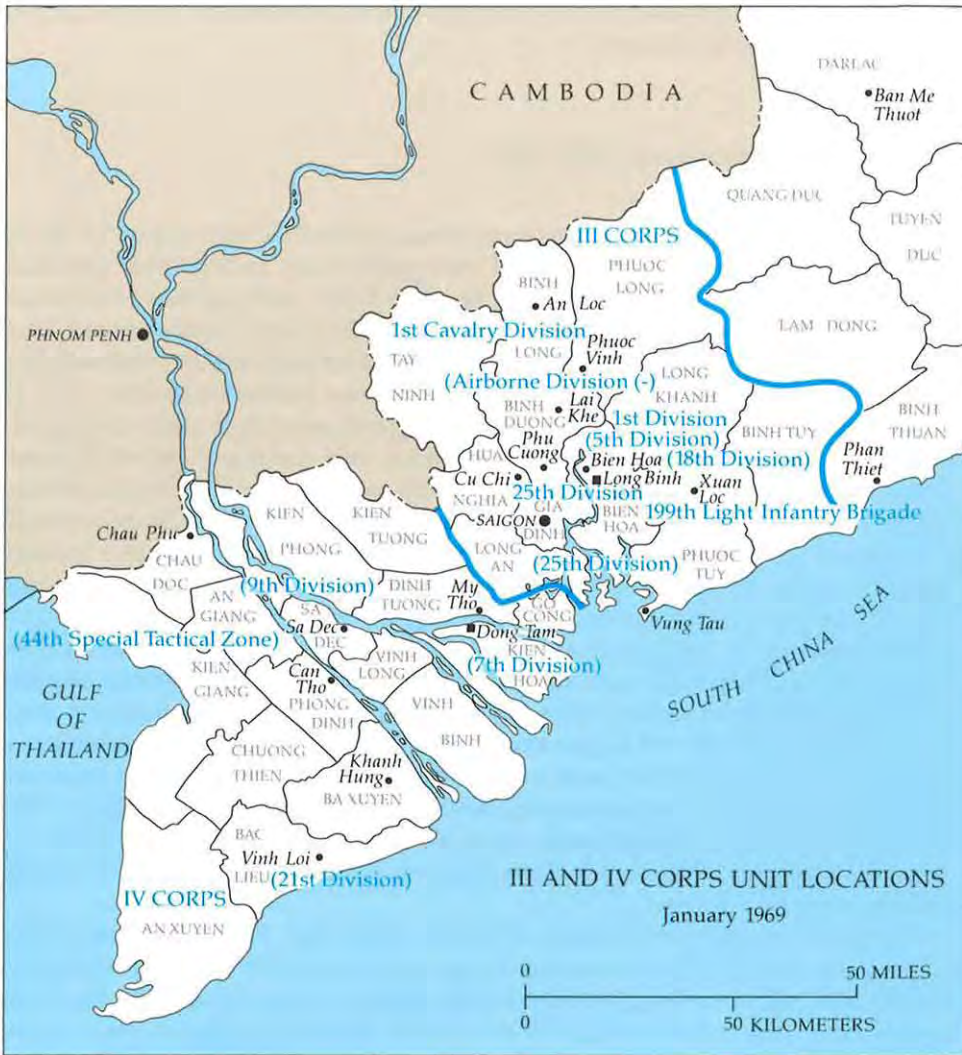 CAMBODIA
DARLAC
Ban Me
Thuot
QUANG DUC
TUYEN
DUC
III CORPS
PHUOC
LONG
BINH
An Loc
LONG
LAM DONG
PHNOM PENH
1st Cavalry Division
Phuoc
Vinh
TAY
NINH
(Airborne Division (-)
LONG
KHANH
Lai
Khe
BINH
DUONG
1st Division
(5th Division)
BINH TUY
BINH
THUAN
Phu
Cuong
HUA
NGHIA
Bien Hoa
(18th Division)
Phan
Thiet
Cu Chi
Long Binh
Xuan
Loc
25th Division
GIA
DINH
BIEN
HOA
199th Light Infantry Brigade
SAIGON
Chau Phu
KIEN
PHONG
KIEN
TUONG
LONG
AN
(25th Division)
PHUOC
TUY
CHAU
DOC
AN
GIANG
(9th Division)
DINH
TUONG
My
Tho
GO
CONG
Vung Tau
(44th Special Tactical Zone)
SA
DEC
Sa Dec
Dong Tam
KIEN
HOA
(7th Division)
KIEN
GIANG
VINH
LONG
Can
Tho
PHONG
DINH
VINH
BINH
SOUTH CHINA SEA
GULF
OF
THAILAND
CHUONG
THIEN
Khanh
Hung
BA XUYEN
BAC
LIEU
Vinh Loi
(21st Division)
IV CORPS
AN XUYEN
III AND IV CORPS UNIT LOCATIONS
January 1969
0 50 MILES
0 50 KILOMETERS